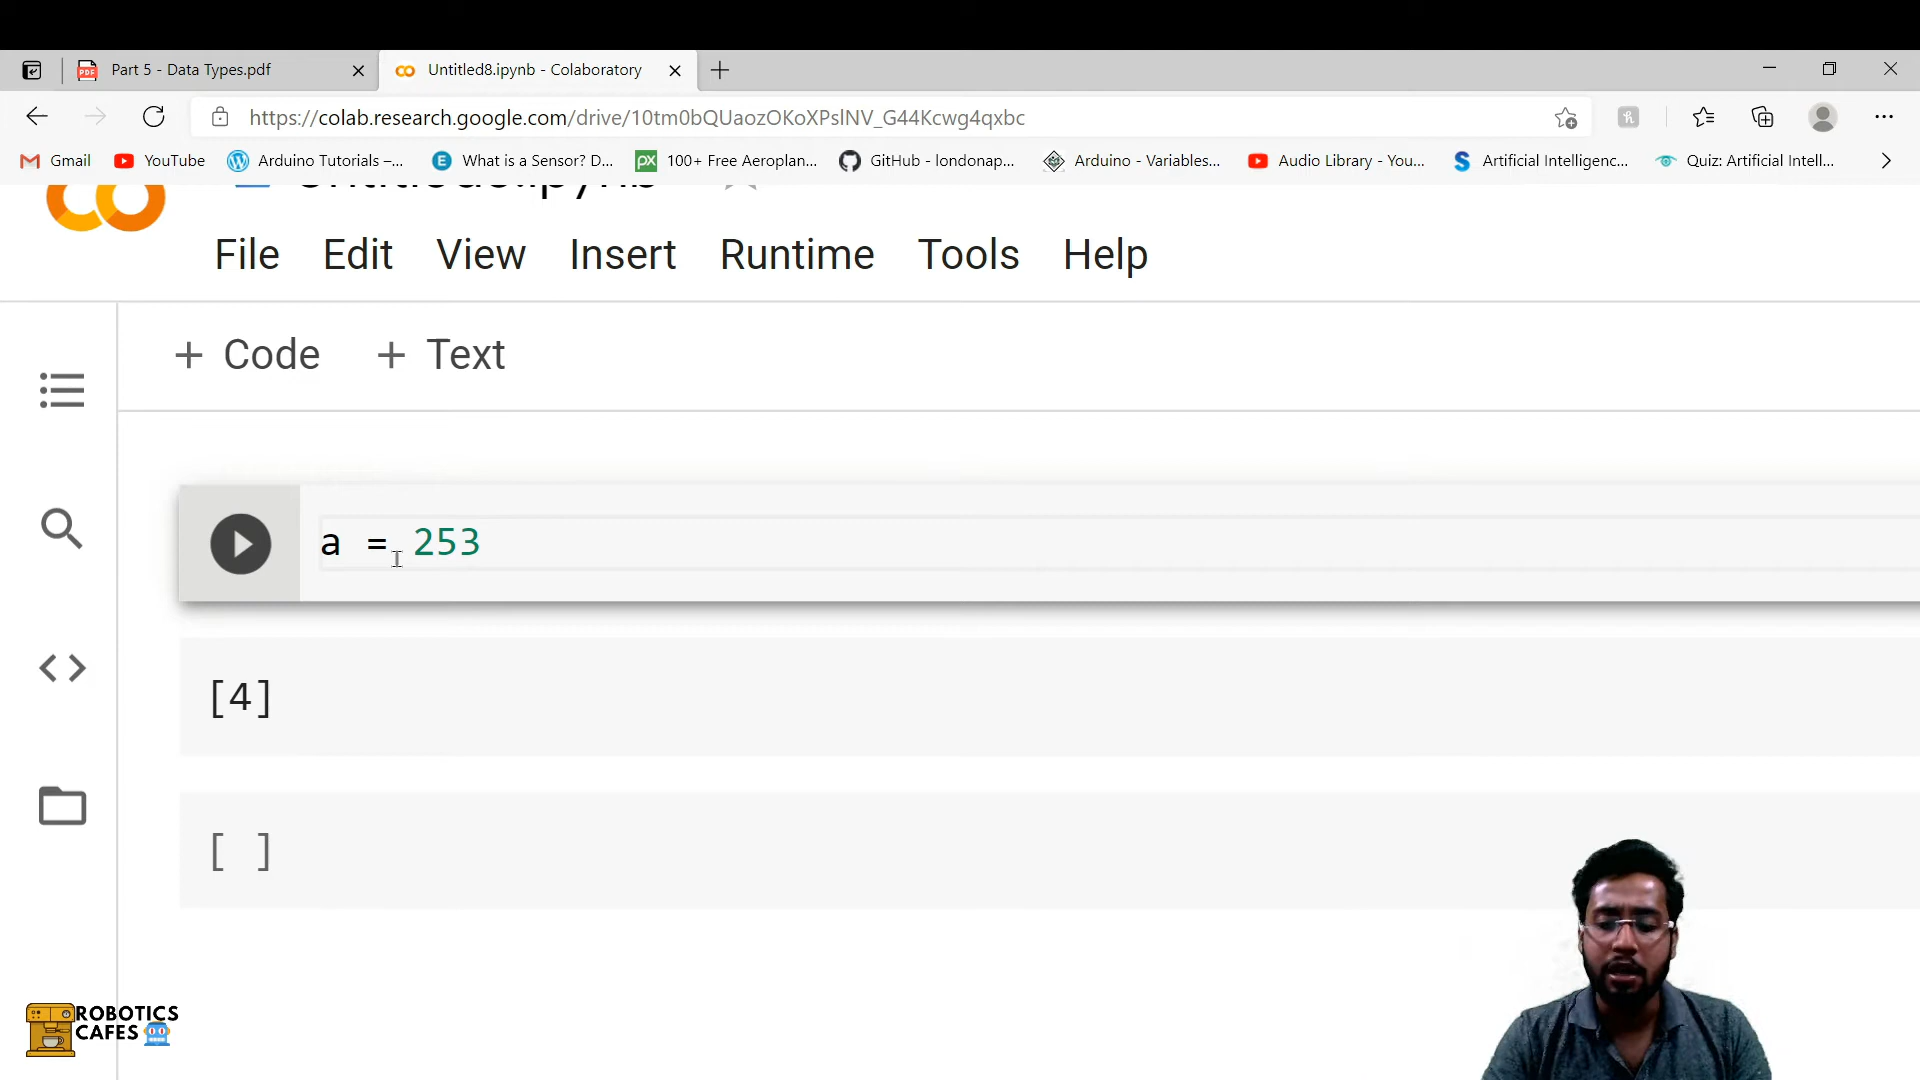 Part 5 - Data Types.pdf
Untitled8.ipynb - Colaboratory
https://colab.research.google.com/drive/10tm0bQUaozOKoXPslNV_G44Kcwg4qxbc
Gmail
YouTube
Arduino Tutorials –...
What is a Sensor? D...
100+ Free Aeroplan...
GitHub - londonap...
Arduino - Variables...
Audio Library - You...
Artificial Intelligenc...
Quiz: Artificial Intell...
File Edit View Insert Runtime Tools Help
+ Code + Text
a = 253
[4]
[ ]
ROBOTICS
CAFES